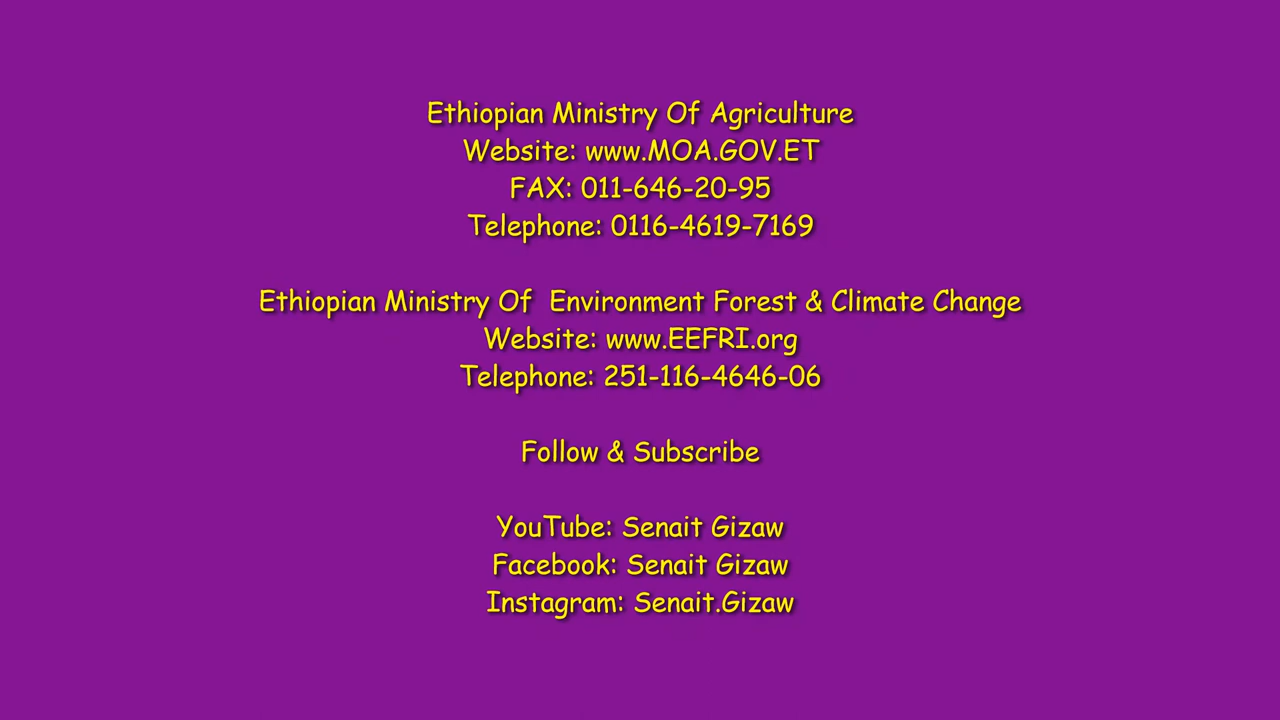 Ethiopian Ministry Of Agriculture
Website: www.MOA.GOV.ET
FAX: 011-646-20-95
Telephone: 0116-4619-7169
Ethiopian Ministry Of  Environment Forest & Climate Change
Website: www.EEFRI.org
Telephone: 251-116-4646-06
Follow & Subscribe
YouTube: Senait Gizaw
Facebook: Senait Gizaw
Instagram: Senait.Gizaw